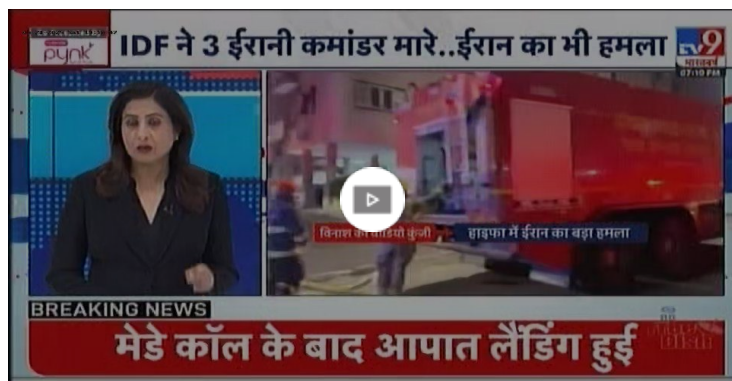 pynk
IDF ने 3 ईरानी कमांडर मारे..ईरान का भी हमला
tv9
भारतवर्ष
07:10 PM
विनाश का वीडियो कुंजी
हाइफा में ईरान का बड़ा हमला
BREAKING NEWS
मेडे कॉल के बाद आपात लैंडिंग हुई